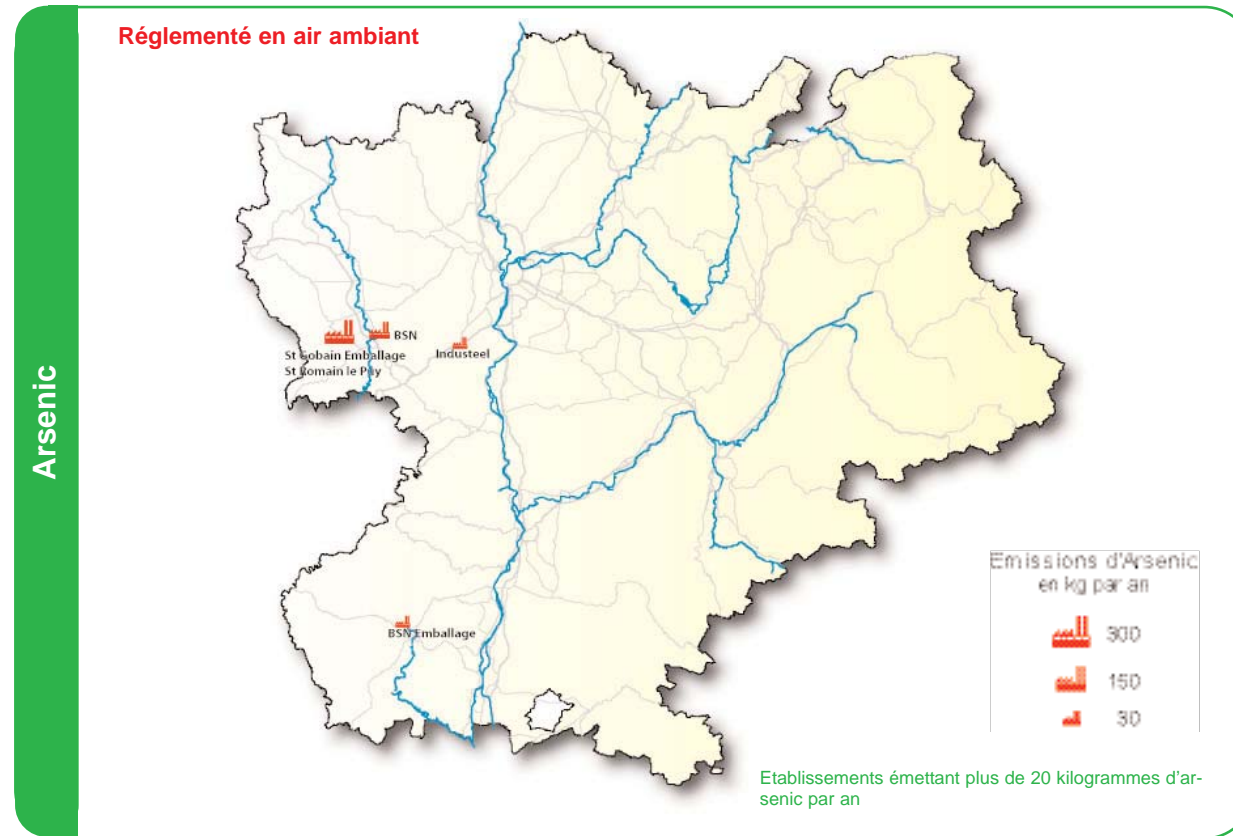 Réglementé en air ambiant
Arsenic
BSN
St Gobain Emballage
St Romain le Puy
Industeel
BSN Emballage
Emissions d'Arsenic
en kg par an
300
150
30
Etablissements émettant plus de 20 kilogrammes d'ar-
senic par an